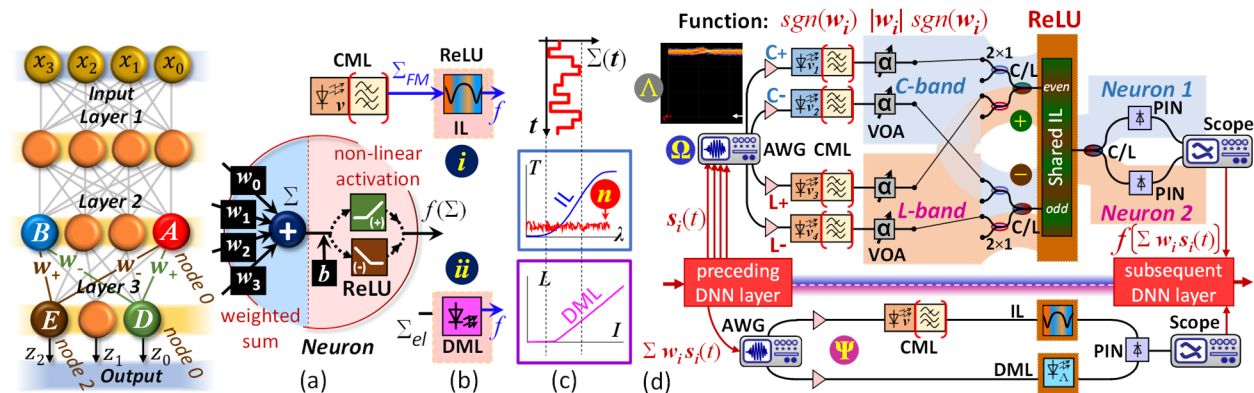 x3 x2 x1 x0
Input
Layer 1
Layer 2
B A
w+ w- w- w+
node 0
Layer 3
E D
z2 z1 z0
node 2
node 0
Output
w0
w1
w2
w3
Σ
+
b
non-linear
activation
(+)
(-)
ReLU
f(Σ)
weighted
sum
Neuron
(a)
CML
ν
ΣFM
ReLU
IL
f
i
ii
Σel
DML
f
(b)
Σ(t)
t
T
IL
n
λ
L
DML
I
(c)
Function: sgn(wi) |wi| sgn(wi) ReLU
Λ
Ω
AWG
C+
C-
L+
L-
ν1
ν2
ν4
CML
α
α
α
α
VOA
VOA
C-band
L-band
2×1
C/L
+
−
C/L
2×1
even
Shared IL
odd
C/L
Neuron 1
PIN
PIN
Neuron 2
Scope
si(t)
f[Σ wi si(t)]
preceding
DNN layer
subsequent
DNN layer
Σ wi si(t)
AWG
Ψ
ν
CML
IL
DML
Λ
PIN
Scope
(d)